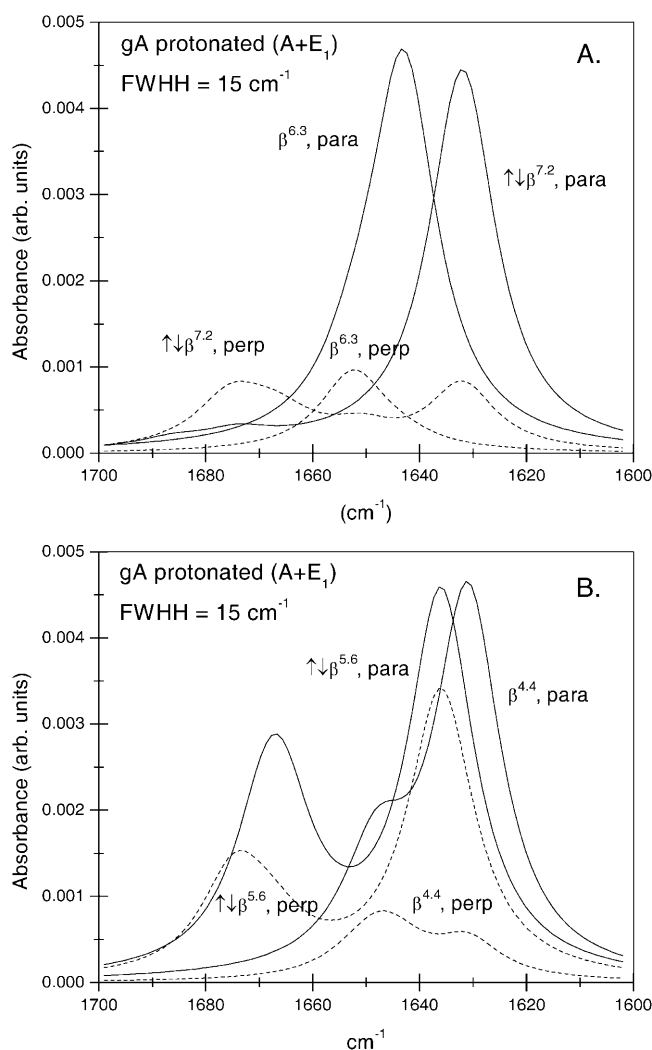 gA protonated (A+E₁)
FWHH = 15 cm⁻¹
A.
β⁶·³, para
↑↓β⁷·², para
↑↓β⁷·², perp
β⁶·³, perp
Absorbance (arb. units)
0.005
0.004
0.003
0.002
0.001
0.000
1700 1680 1660 1640 1620 1600
(cm⁻¹)
gA protonated (A+E₁)
FWHH = 15 cm⁻¹
B.
↑↓β⁵·⁶, para
β⁴·⁴, para
↑↓β⁵·⁶, perp
β⁴·⁴, perp
Absorbance (arb. units)
0.005
0.004
0.003
0.002
0.001
0.000
1700 1680 1660 1640 1620 1600
cm⁻¹